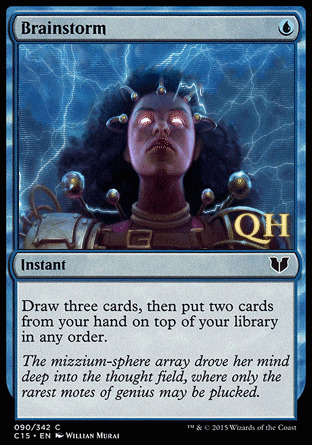 Brainstorm
QH
Instant
Draw three cards, then put two cards
from your hand on top of your library
in any order.
The mizzium-sphere array drove her mind
deep into the thought field, where only the
rarest motes of genius may be plucked.
090/342 C
C15 • EN Willian Murai
™ & © 2015 Wizards of the Coast